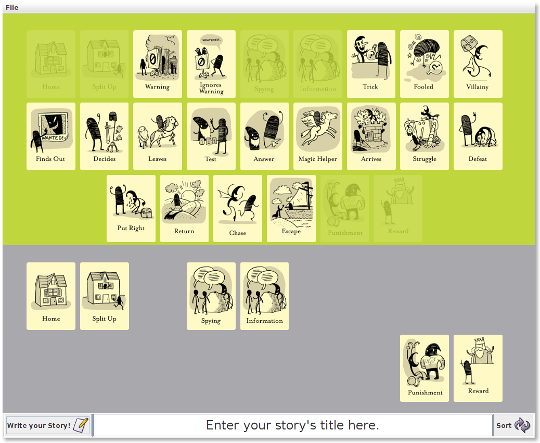 File
Home Split Up Warning Ignores Warning Spying Information Trick Fooled Villainy
Finds Out Decides Leaves Test Answer Magic Helper Arrives Struggle Defeat
Put Right Return Chase Escape Punishment Reward
Home Split Up Spying Information
Punishment Reward
Write your Story! Enter your story's title here. Sort